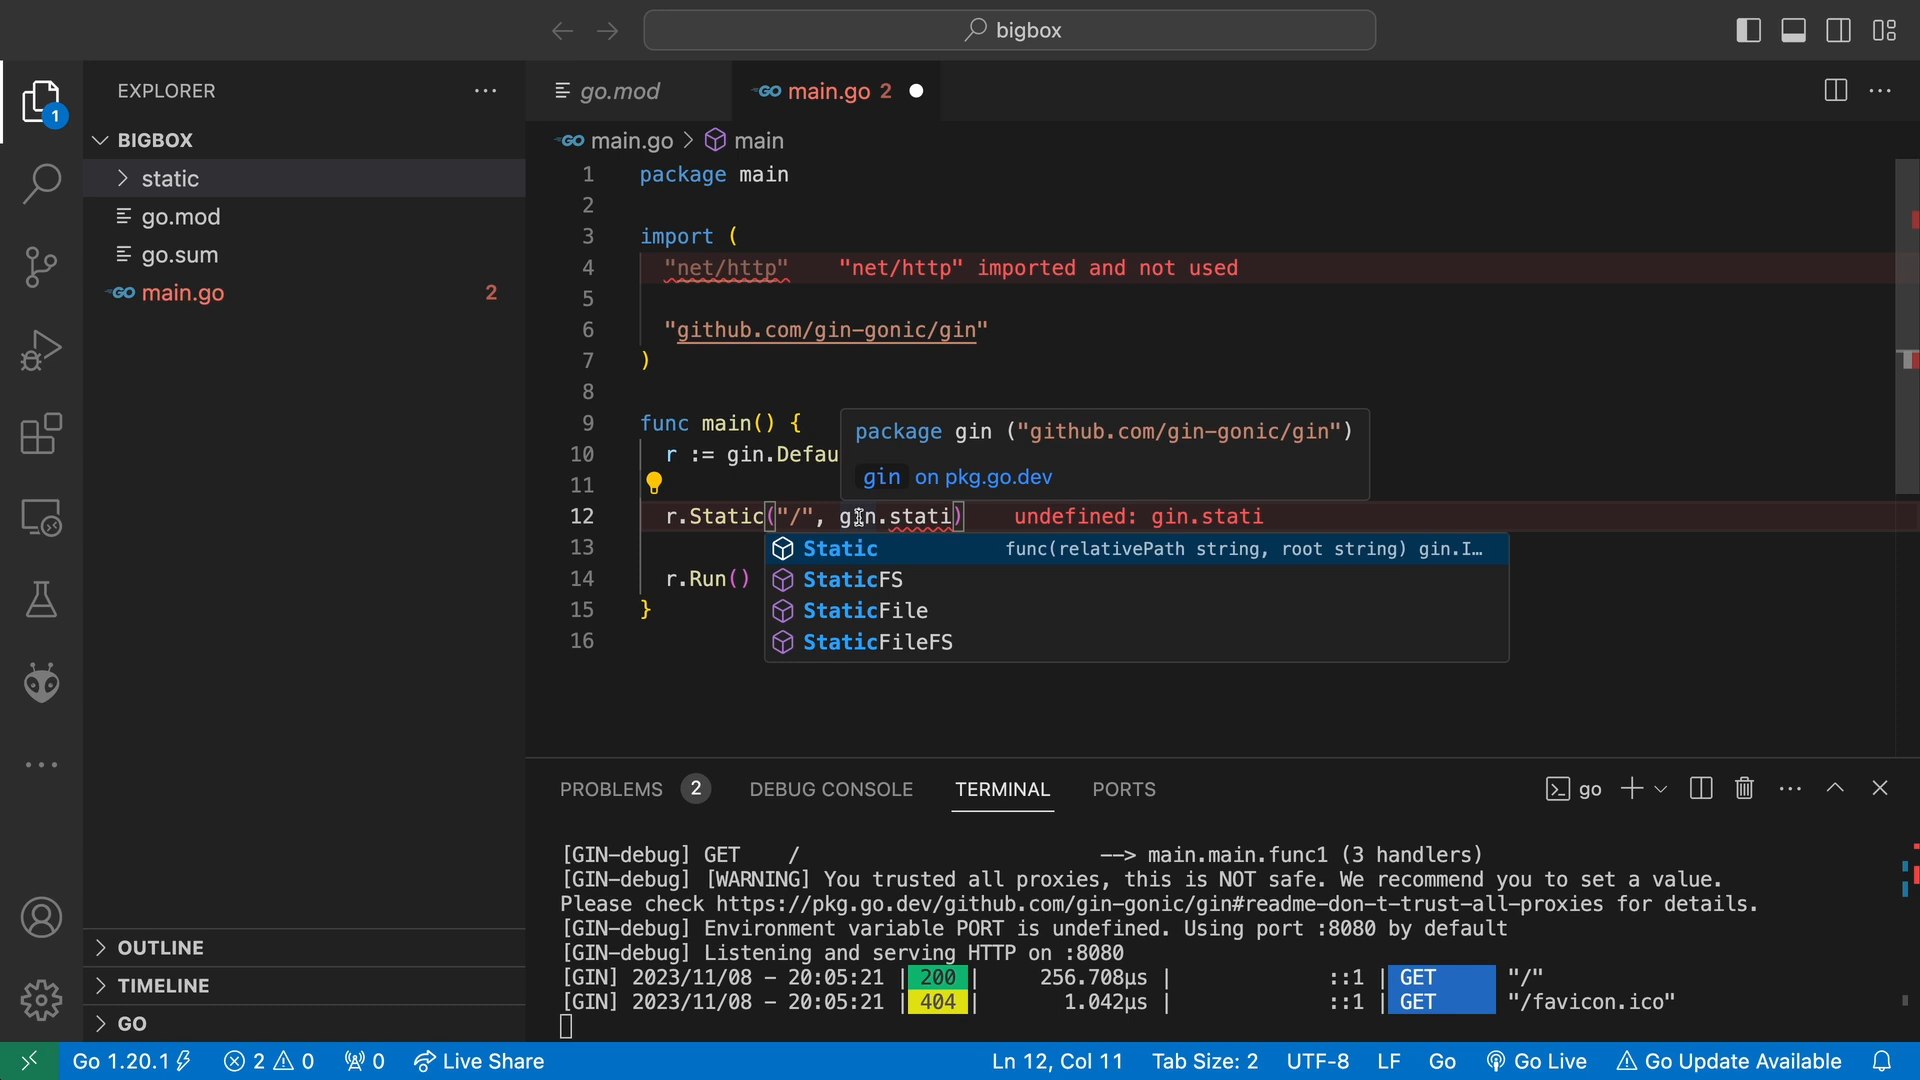 bigbox
EXPLORER
1
BIGBOX
static
go.mod
go.sum
GO main.go 2
OUTLINE
TIMELINE
GO
go.mod
GO main.go 2
GO main.go > main
1 package main
2
3 import (
4 "net/http" "net/http" imported and not used
5
6 "github.com/gin-gonic/gin"
7 )
8
9 func main() {
10 r := gin.Defau
11
12 r.Static("/", gin.stati) undefined: gin.stati
13
14 r.Run()
15 }
16
package gin ("github.com/gin-gonic/gin")
gin on pkg.go.dev
Static func(relativePath string, root string) gin.I…
StaticFS
StaticFile
StaticFileFS
PROBLEMS 2 DEBUG CONSOLE TERMINAL PORTS go
[GIN-debug] GET / --> main.main.func1 (3 handlers)
[GIN-debug] [WARNING] You trusted all proxies, this is NOT safe. We recommend you to set a value.
Please check https://pkg.go.dev/github.com/gin-gonic/gin#readme-don-t-trust-all-proxies for details.
[GIN-debug] Environment variable PORT is undefined. Using port :8080 by default
[GIN-debug] Listening and serving HTTP on :8080
[GIN] 2023/11/08 - 20:05:21 | 200 | 256.708µs | ::1 | GET "/"
[GIN] 2023/11/08 - 20:05:21 | 404 | 1.042µs | ::1 | GET "/favicon.ico"
Go 1.20.1 2 0 0 Live Share Ln 12, Col 11 Tab Size: 2 UTF-8 LF Go Go Live Go Update Available